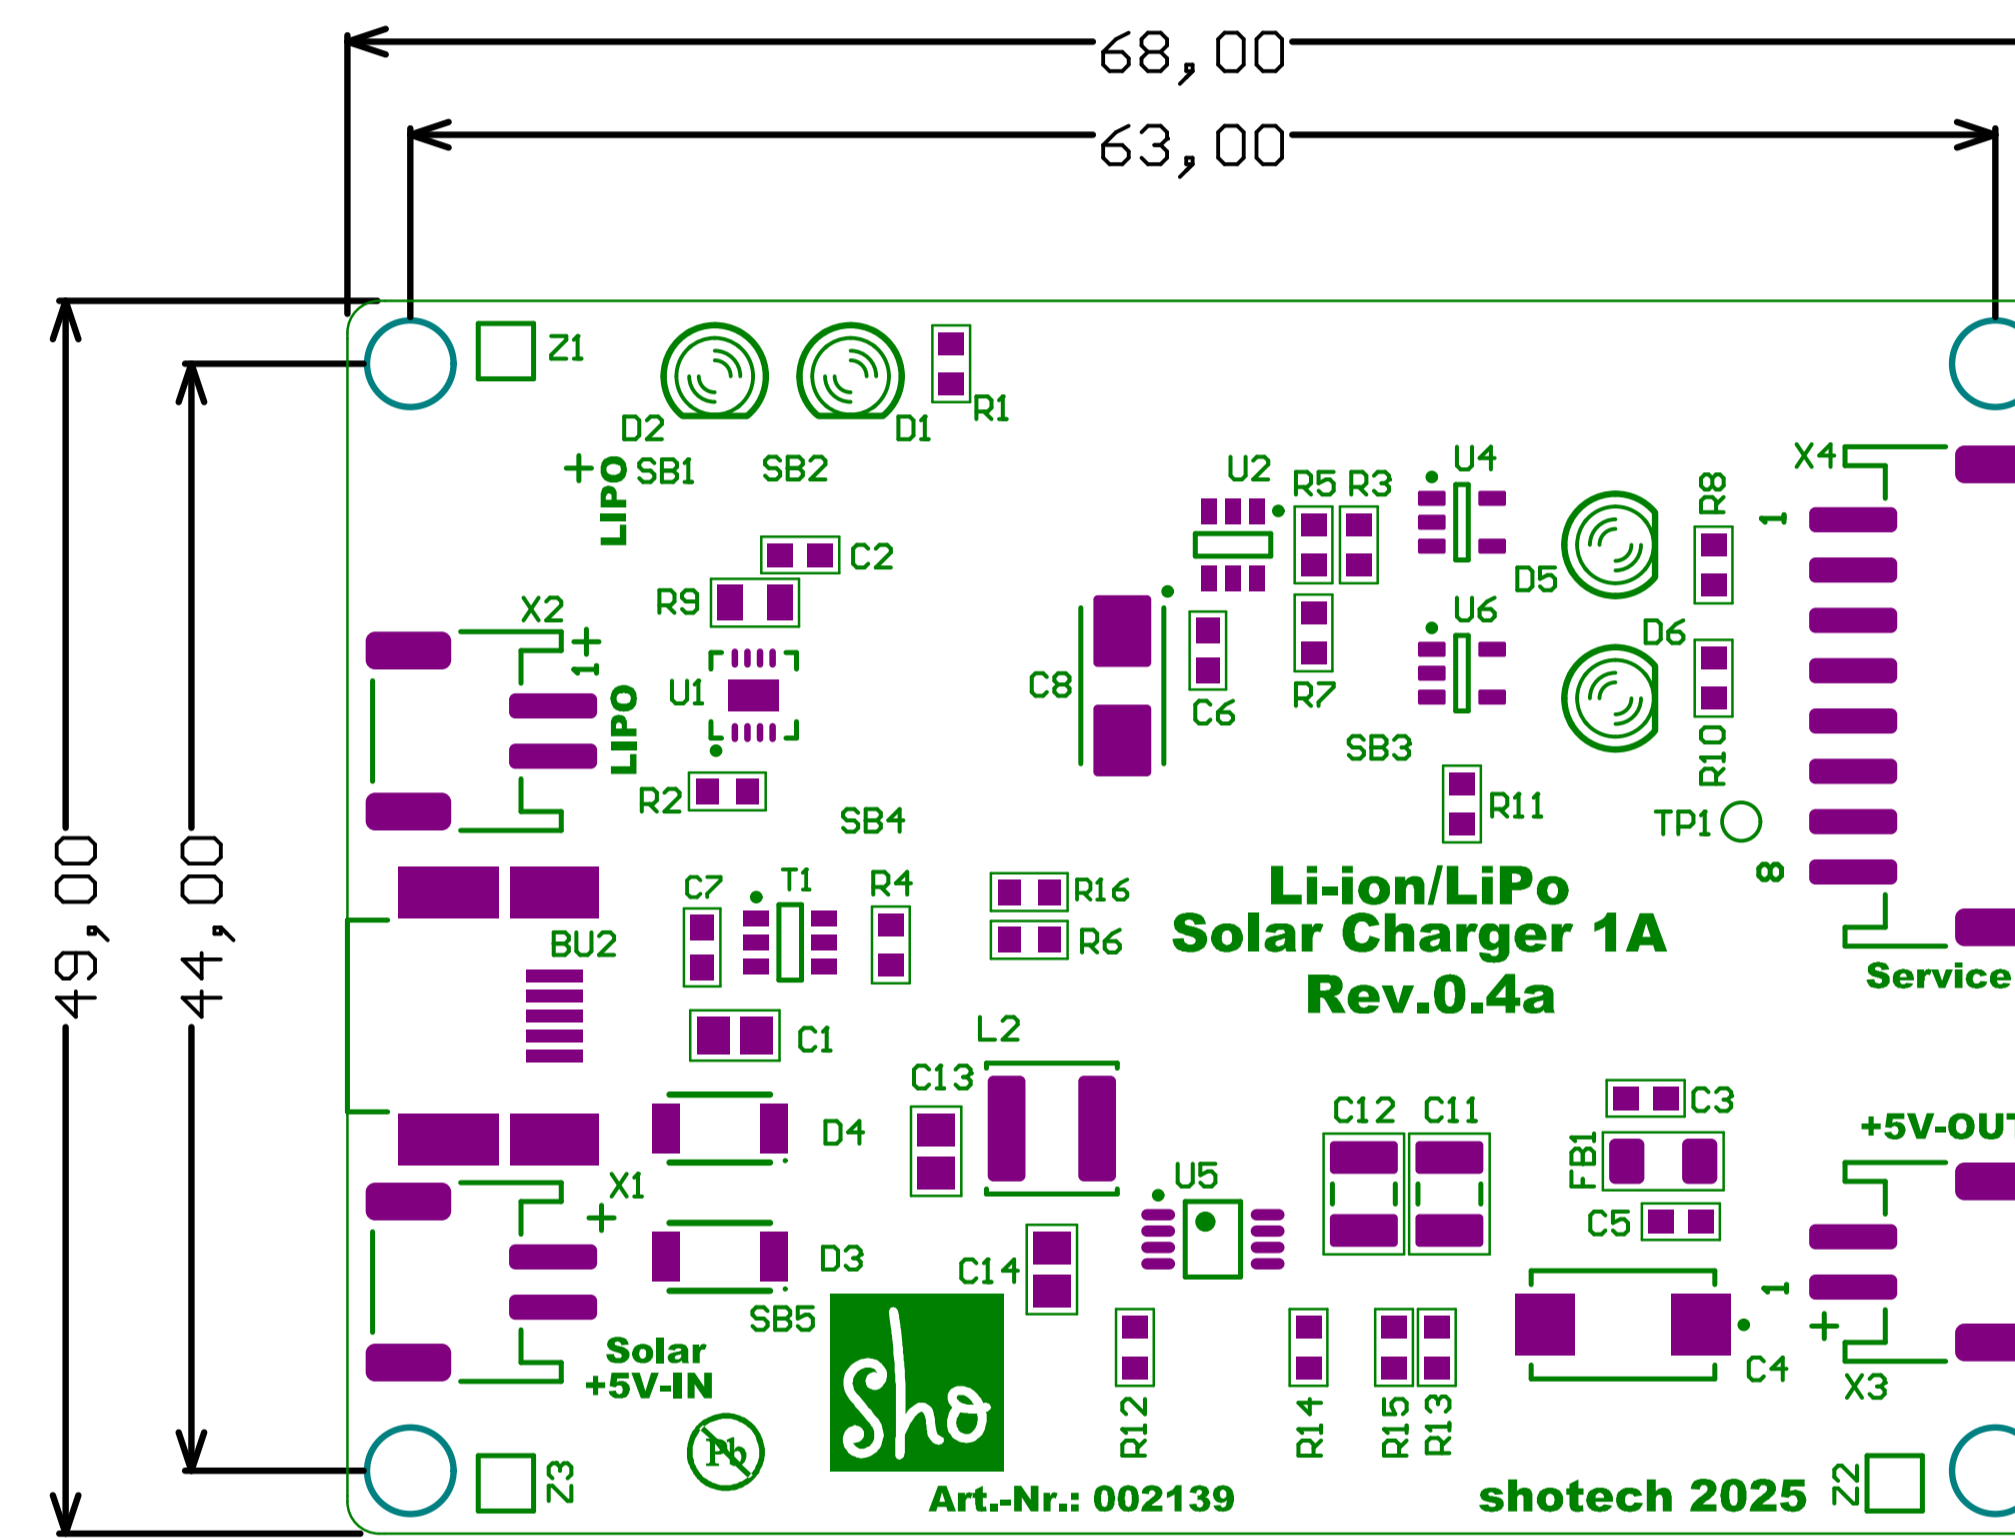 68,00
63,00
49,00
44,00
Z1
D2
D1
R1
+
LIPO
SB1
SB2
U2
R5
R3
U4
X4
R8
1
C2
R9
D5
X2
+
1
U6
D6
U1
LIPO
C8
C6
R7
SB3
R10
R2
SB4
R11
TP1
8
C7
T1
R4
R16
Li-ion/LiPo
Solar Charger 1A
Rev.0.4a
BU2
R6
Service
C1
L2
C13
C12
C11
C3
+5V-OUT
D4
FB1
X1
+
U5
C5
D3
C14
1
+
SB5
Solar
+5V-IN
Sho
C4
X3
R12
R14
R15
R13
Pb
Z3
Art.-Nr.: 002139
shotech 2025
Z2